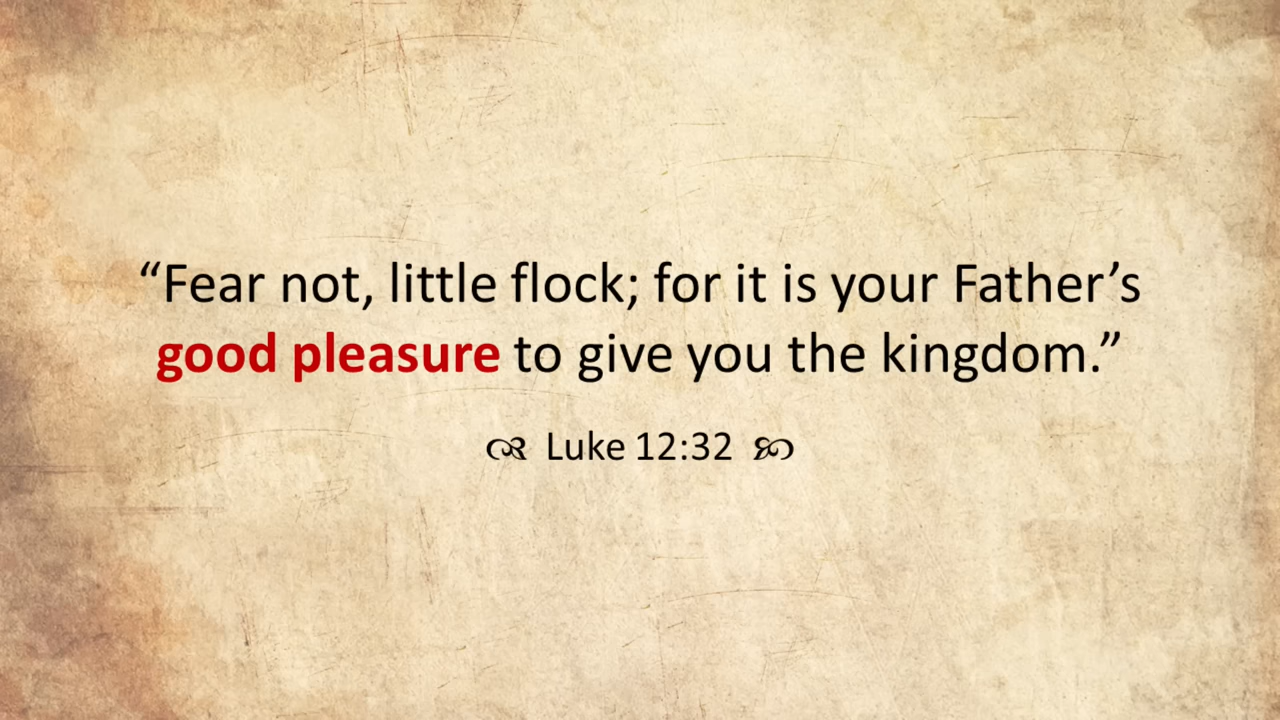 “Fear not, little flock; for it is your Father’s
good pleasure to give you the kingdom.”
Luke 12:32